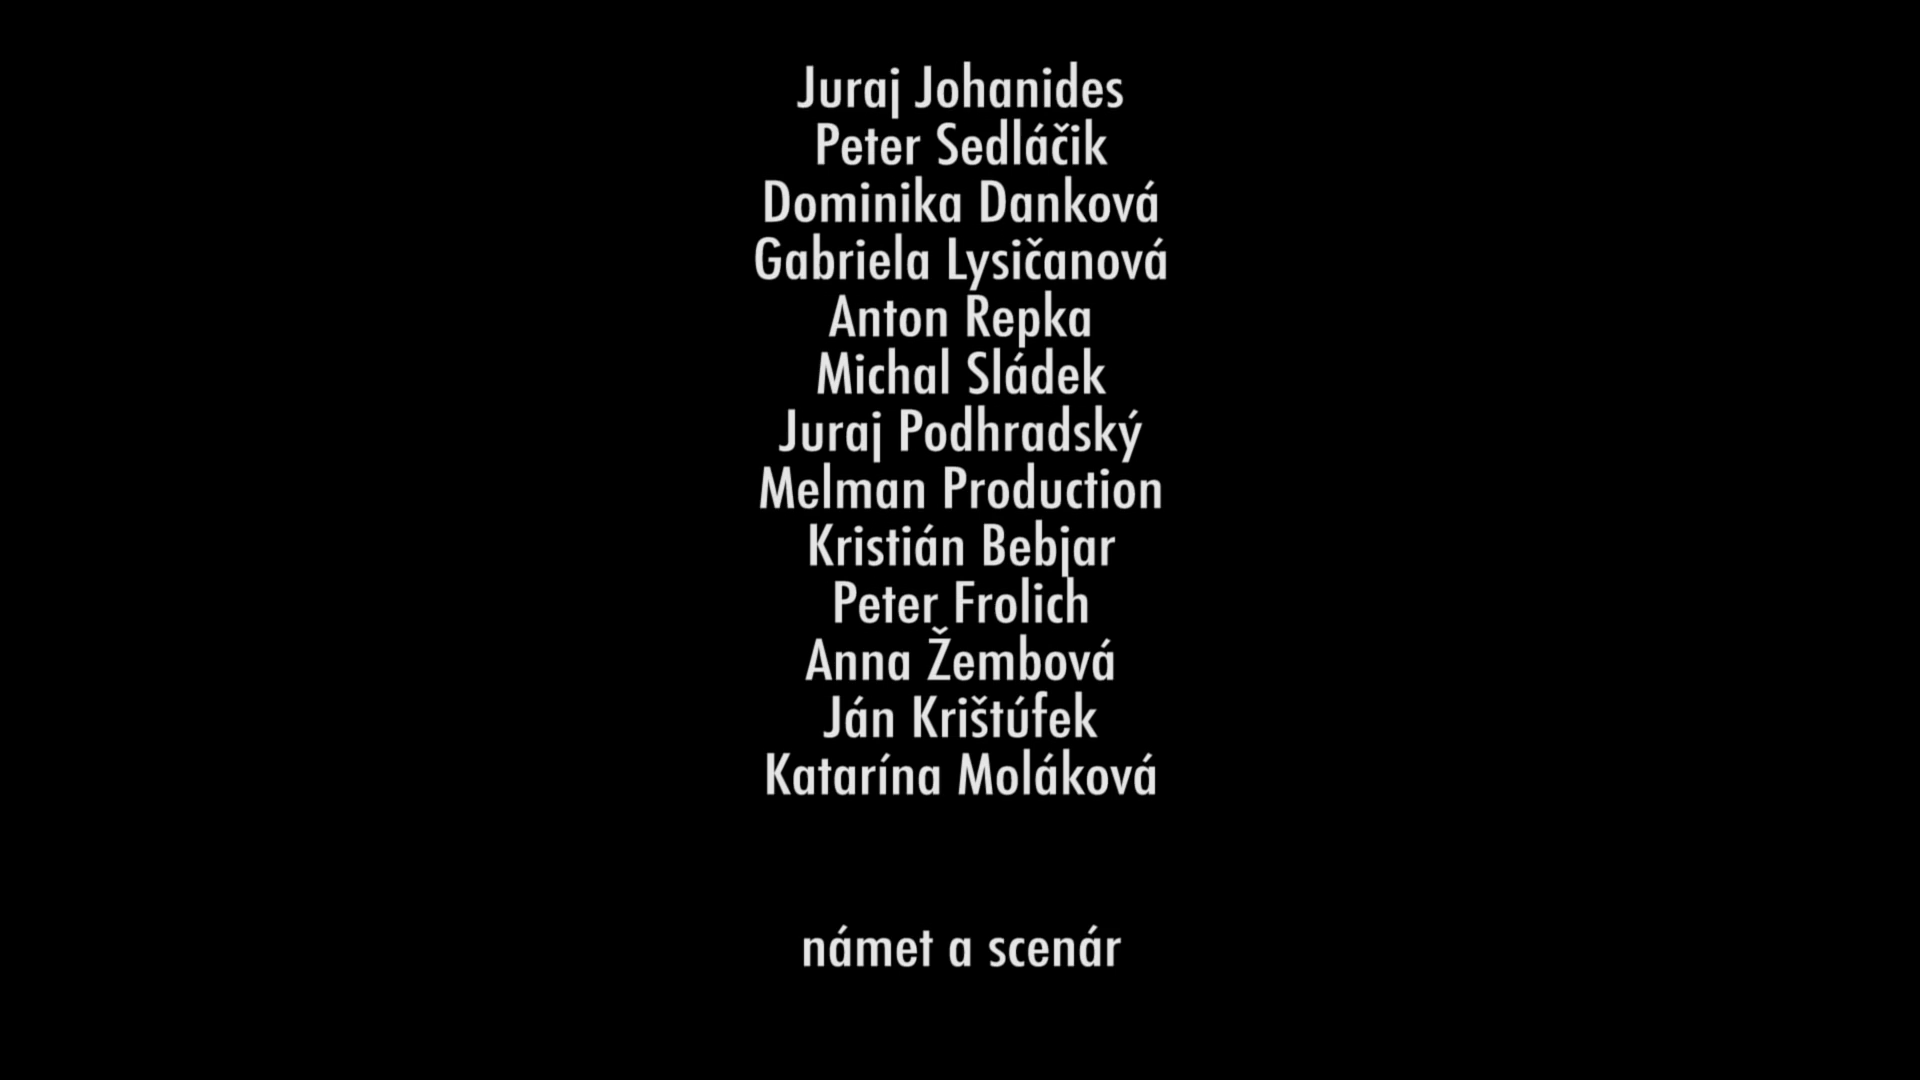 Juraj Johanides
Peter Sedláčik
Dominika Danková
Gabriela Lysičanová
Anton Repka
Michal Sládek
Juraj Podhradský
Melman Production
Kristián Bebjar
Peter Frolich
Anna Žembová
Ján Krištúfek
Katarína Moláková
námet a scenár